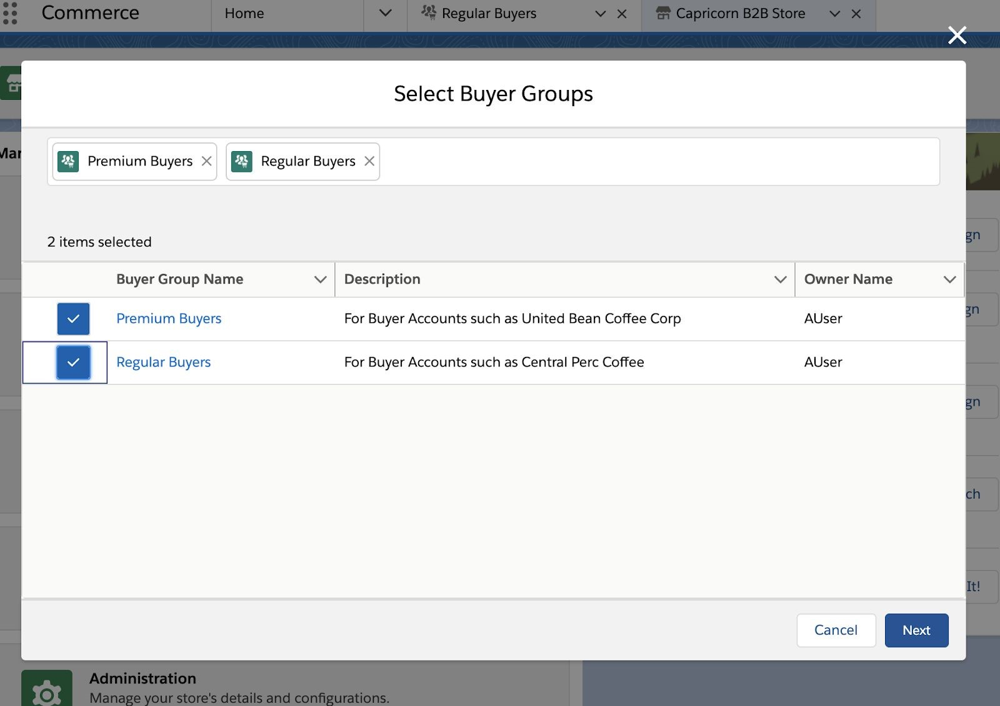 Commerce
Home
Regular Buyers
Capricorn B2B Store
Select Buyer Groups
Mar
Premium Buyers
Regular Buyers
2 items selected
Buyer Group Name
Description
Owner Name
Premium Buyers
For Buyer Accounts such as United Bean Coffee Corp
AUser
Regular Buyers
For Buyer Accounts such as Central Perc Coffee
AUser
gn
gn
gn
ch
It!
Cancel
Next
Administration
Manage your store's details and configurations.